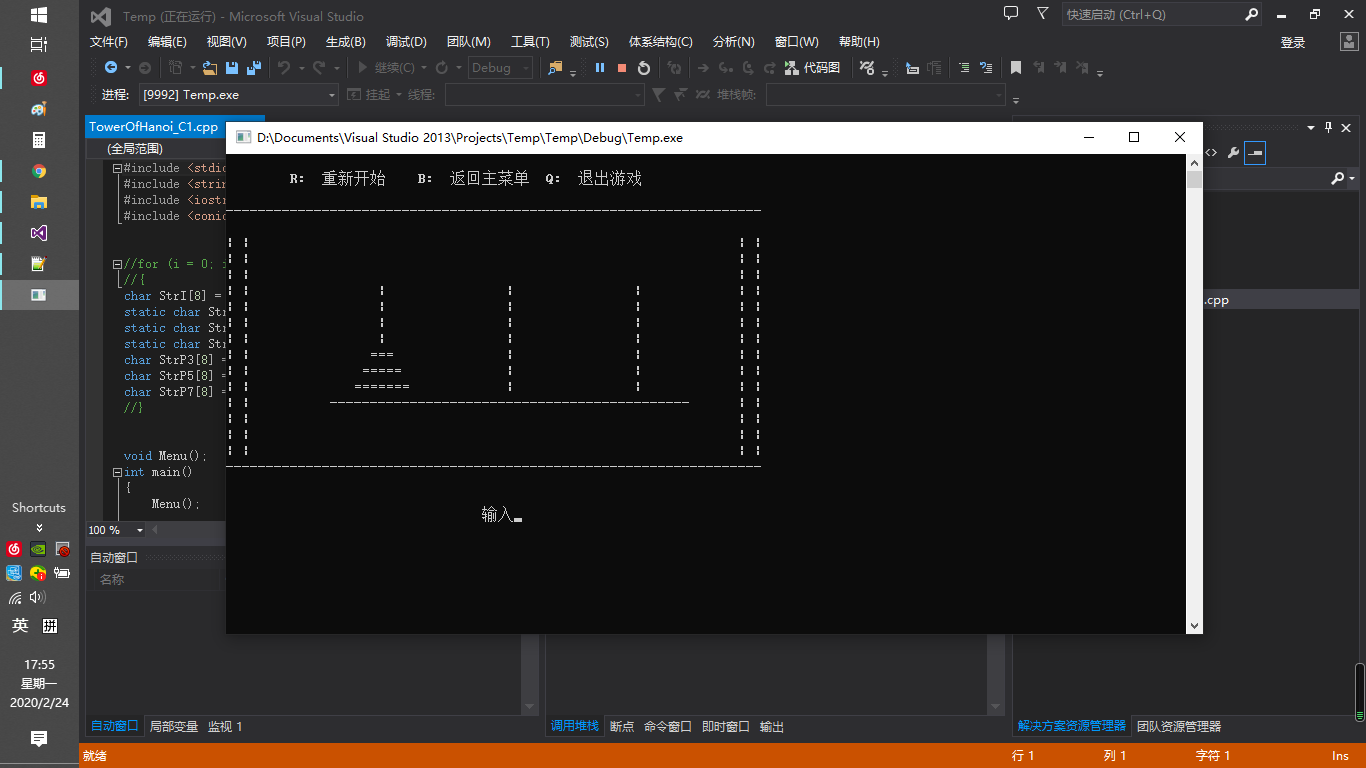 Temp (正在运行) - Microsoft Visual Studio
快速启动 (Ctrl+Q)
文件(F) 编辑(E) 视图(V) 项目(P) 生成(B) 调试(D) 团队(M) 工具(T) 测试(S) 体系结构(C) 分析(N) 窗口(W) 帮助(H)
登录
继续(C) Debug 代码图
进程: [9992] Temp.exe 挂起 线程: 堆栈帧:
TowerOfHanoi_C1.cpp
D:\Documents\Visual Studio 2013\Projects\Temp\Temp\Debug\Temp.exe
(全局范围)
#include <stdio
#include <strin
#include <iostr
#include <conio
//for (i = 0; i
//{
char StrI[8] =
static char Str
static char Str
static char Str
char StrP3[8] =
char StrP5[8] =
char StrP7[8] =
//}
void Menu();
int main()
{
Menu();
100 %
R: 重新开始 B: 返回主菜单 Q: 退出游戏
===
=====
=======
输入_
.cpp
自动窗口
名称
自动窗口 局部变量 监视 1
调用堆栈 断点 命令窗口 即时窗口 输出
解决方案资源管理器 团队资源管理器
就绪
行 1 列 1 字符 1 Ins
Shortcuts
英 拼
17:55
星期一
2020/2/24